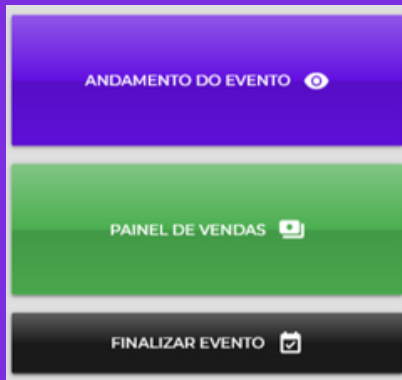 ANDAMENTO DO EVENTO
PAINEL DE VENDAS
FINALIZAR EVENTO